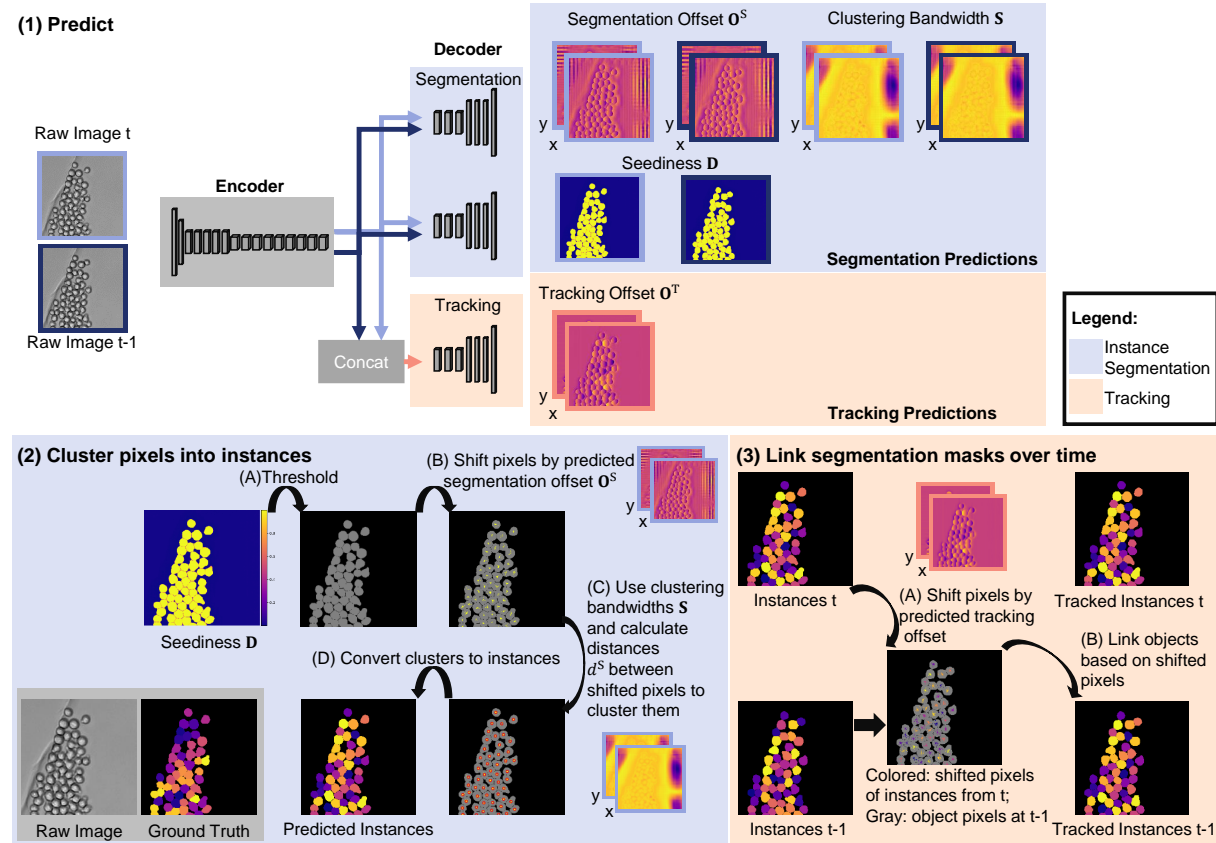 (1) Predict
Raw Image t
Raw Image t-1
Encoder
Decoder
Segmentation
Tracking
Concat
Segmentation Offset Oˢ
Clustering Bandwidth S
y
x
y
x
y
x
y
x
Seediness D
Segmentation Predictions
Tracking Offset Oᵀ
y
x
Tracking Predictions
Legend:
Instance
Segmentation
Tracking
(2) Cluster pixels into instances
(A)Threshold
(B) Shift pixels by predicted
segmentation offset Oˢ
y
x
Seediness D
(C) Use clustering
bandwidths S
and calculate
distances
dˢ between
shifted pixels to
cluster them
y
x
(D) Convert clusters to instances
Raw Image
Ground Truth
Predicted Instances
(3) Link segmentation masks over time
Instances t
y
x
(A) Shift pixels by
predicted tracking
offset
Tracked Instances t
(B) Link objects
based on shifted
pixels
Instances t-1
Colored: shifted pixels
of instances from t;
Gray: object pixels at t-1
Tracked Instances t-1